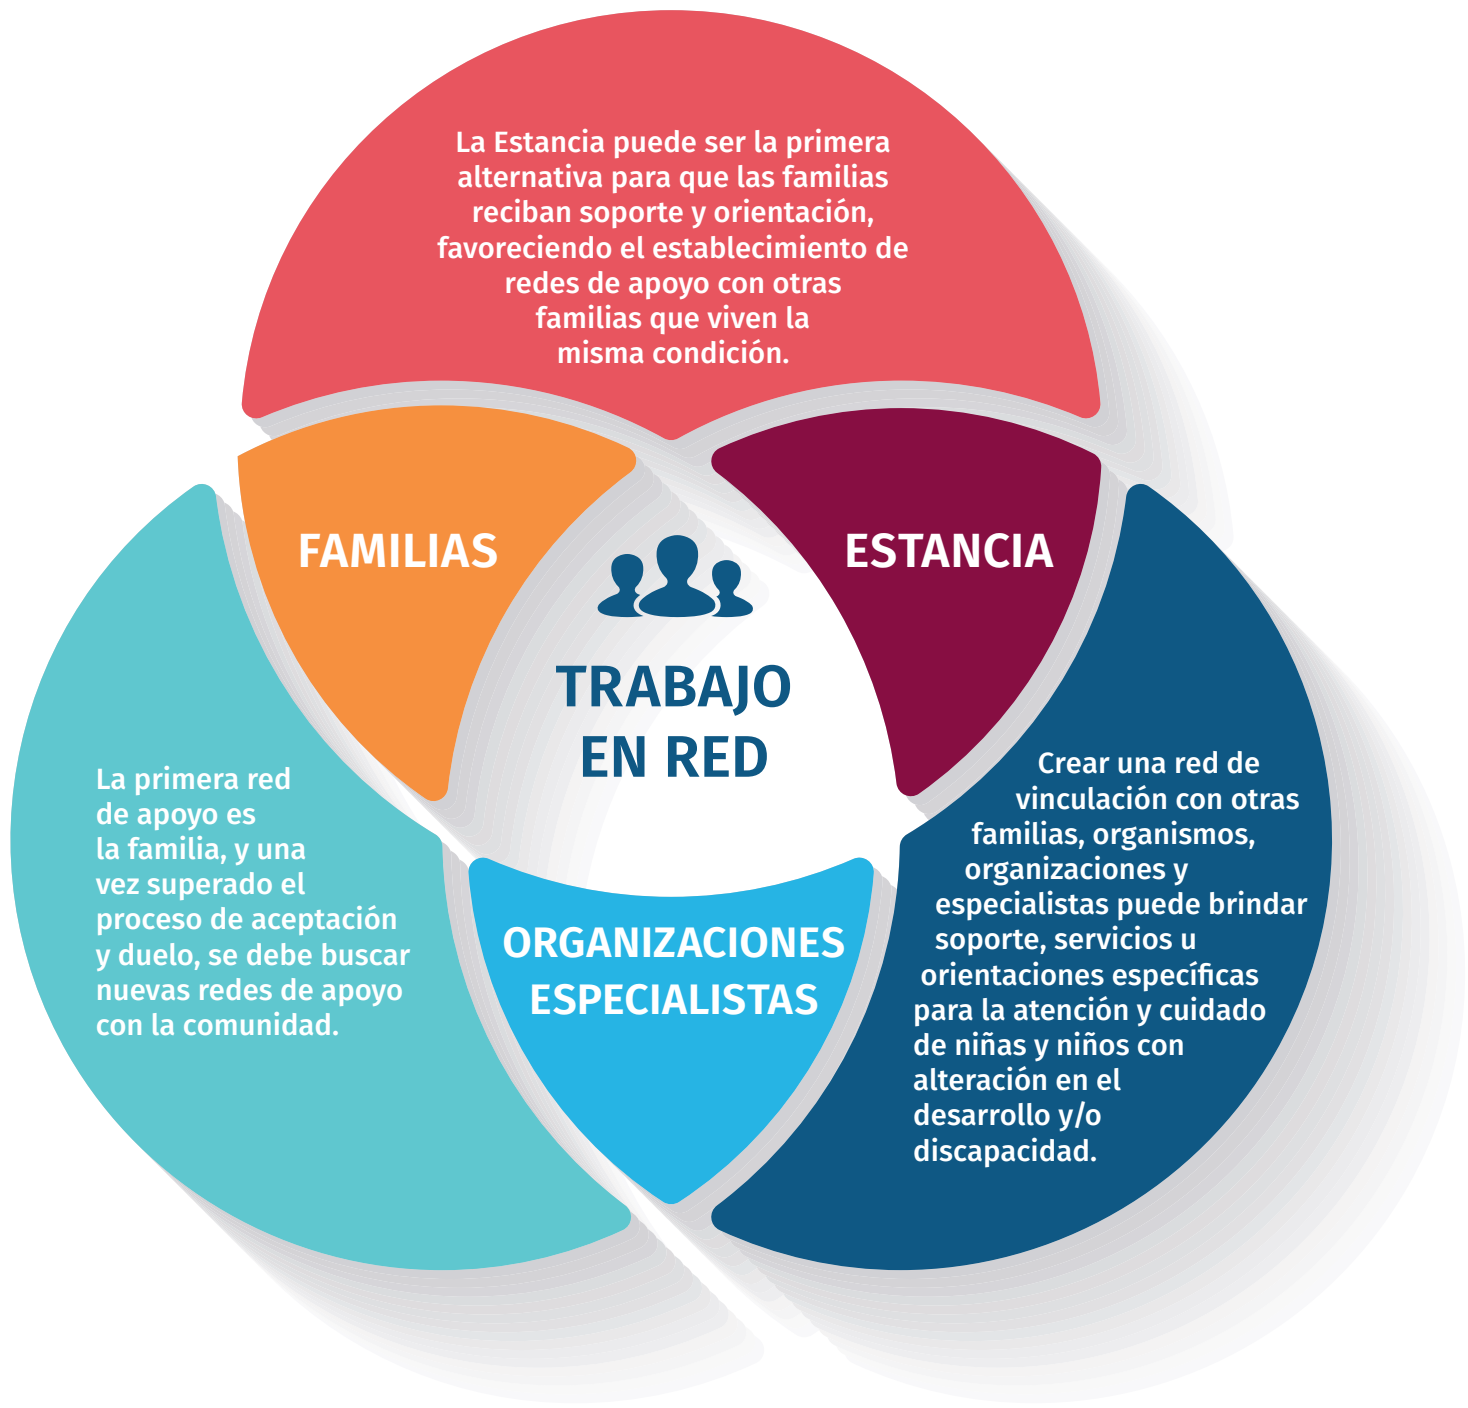 La Estancia puede ser la primera
alternativa para que las familias
reciban soporte y orientación,
favoreciendo el establecimiento de
redes de apoyo con otras
familias que viven la
misma condición.
FAMILIAS
ESTANCIA
TRABAJO
EN RED
La primera red
de apoyo es
la familia, y una
vez superado el
proceso de aceptación
y duelo, se debe buscar
nuevas redes de apoyo
con la comunidad.
ORGANIZACIONES
ESPECIALISTAS
Crear una red de
vinculación con otras
familias, organismos,
organizaciones y
especialistas puede brindar
soporte, servicios u
orientaciones específicas
para la atención y cuidado
de niñas y niños con
alteración en el
desarrollo y/o
discapacidad.